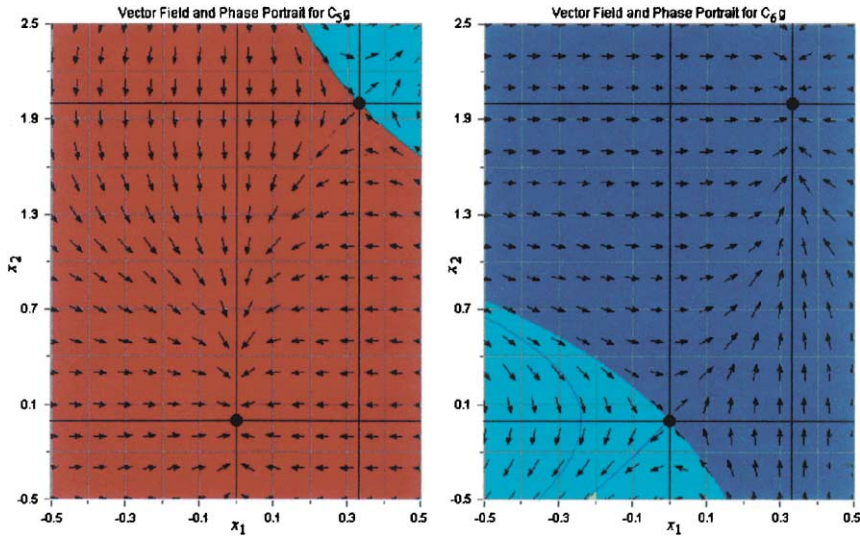 Vector Field and Phase Portrait for C5g
2.5
1.9
1.3
0.7
0.1
-0.5
x2
-0.5 -0.3 -0.1 0.1 0.3 0.5
x1
Vector Field and Phase Portrait for C6g
2.5
1.9
1.3
0.7
0.1
-0.5
x2
-0.5 -0.3 -0.1 0.1 0.3 0.5
x1